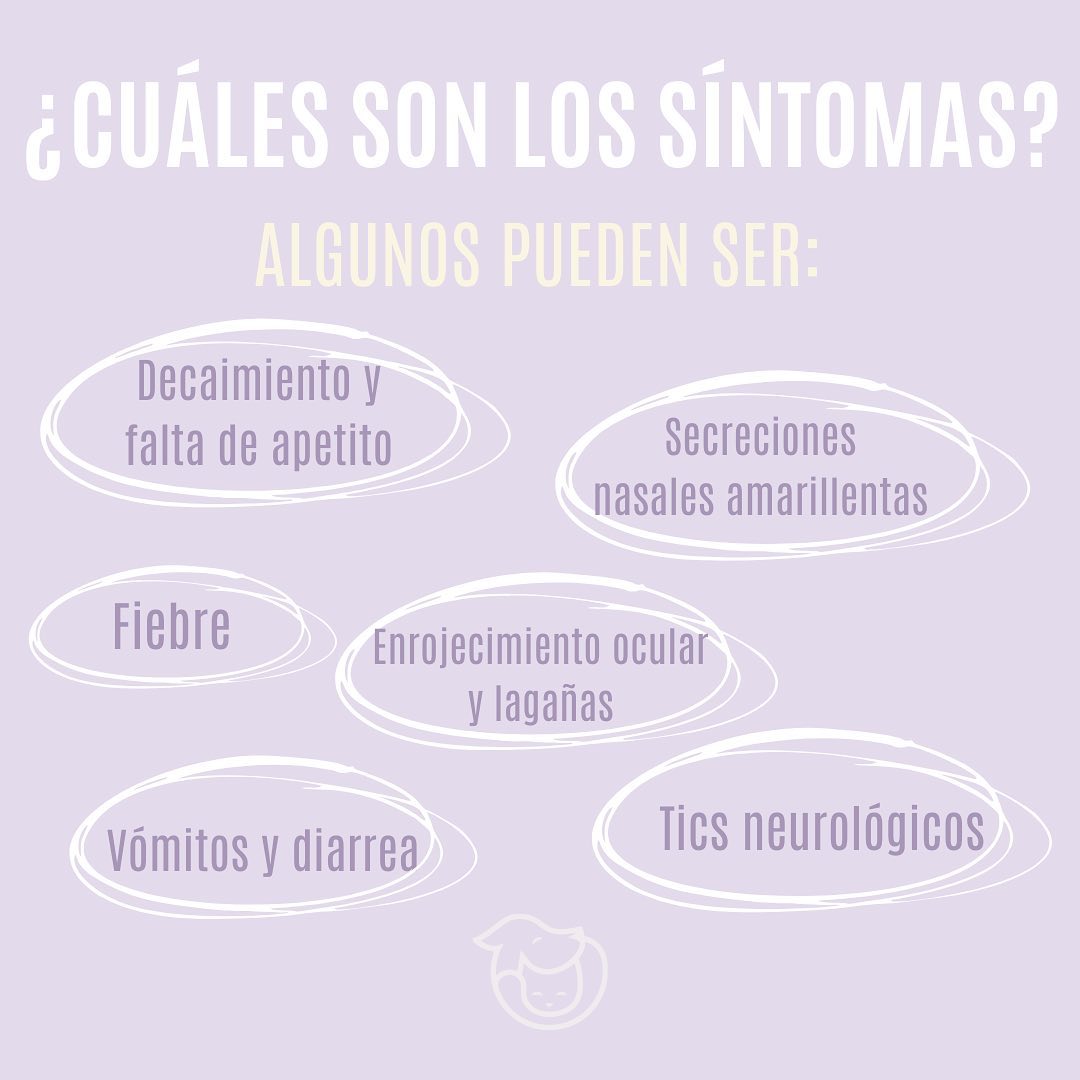 ¿CUÁLES SON LOS SÍNTOMAS?
ALGUNOS PUEDEN SER:
Decaimiento y
falta de apetito
Secreciones
nasales amarillentas
Fiebre
Enrojecimiento ocular
y lagañas
Vómitos y diarrea
Tics neurológicos